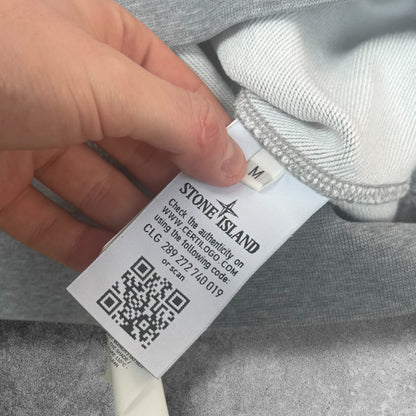 M
STONE ISLAND
Check the authenticity on
WWW.CERTILOGO.COM
using the following code:
CLG 289 272 740 019
or scan